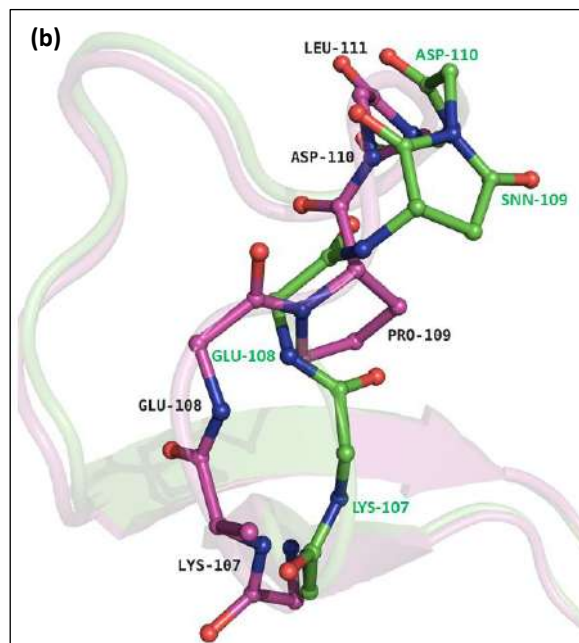 (b)
LEU-111
ASP-110
ASP-110
SNN-109
PRO-109
GLU-108
GLU-108
LYS-107
LYS-107